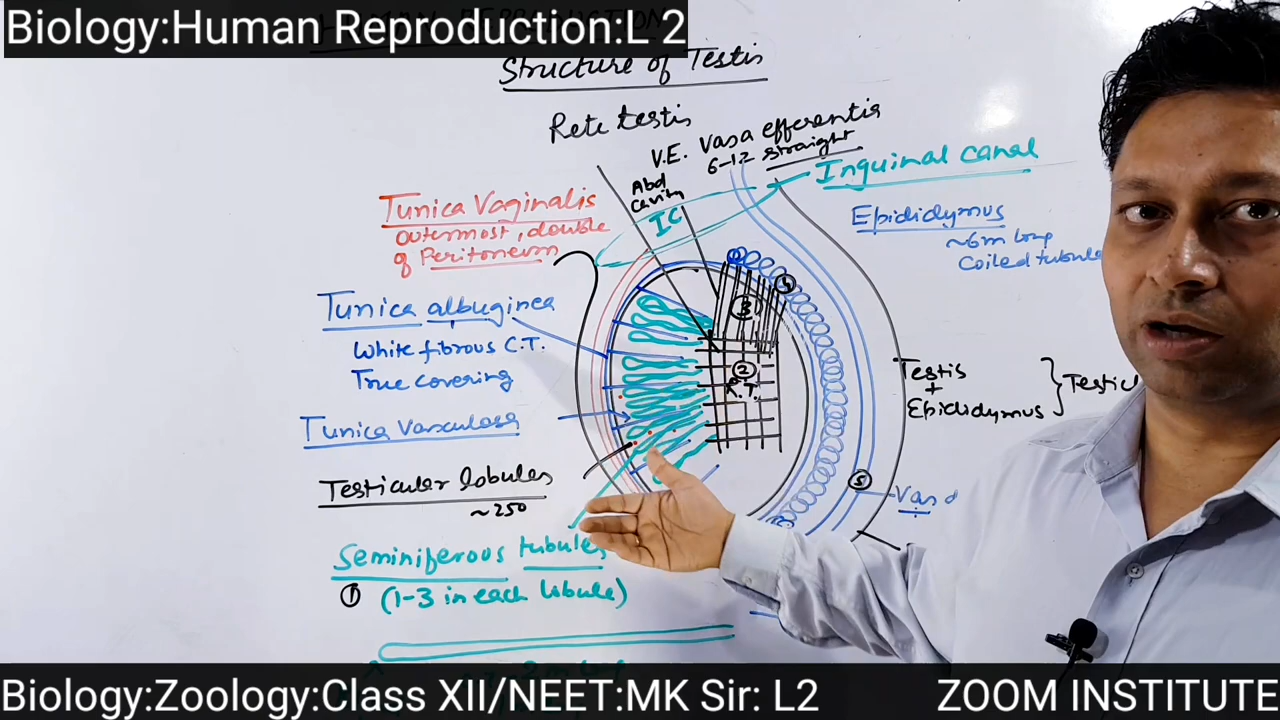 Biology:Human Reproduction:L 2
Structure of Testis
Rete testis
V.E. Vasa efferentia
6-12 straight
Inguinal canal
Abd
Cavity
IC
Tunica Vaginalis
outermost, double
of Peritoneum
Epididymus
~6m long
Coiled tubule
Tunica albuginea
White fibrous C.T.
True covering
4
3
2
R.T.
Testis
+
Epididymus
Testicl
Tunica Vasculosa
Testicular lobules
~250
5
Vas d
Seminiferous tubules
1 (1-3 in each lobule)
Biology:Zoology:Class XII/NEET:MK Sir: L2
ZOOM INSTITUTE